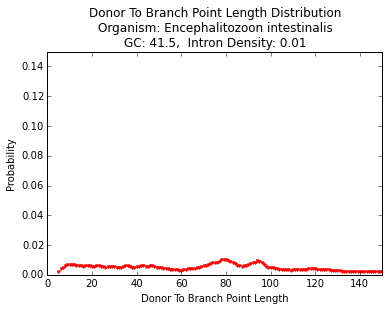 Donor To Branch Point Length Distribution
Organism: Encephalitozoon intestinalis
GC: 41.5,  Intron Density: 0.01
0.14
0.12
0.10
0.08
0.06
0.04
0.02
0.00
Probability
0 20 40 60 80 100 120 140
Donor To Branch Point Length